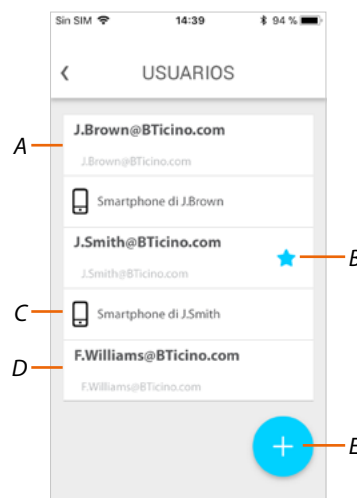 Sin SIM 14:39 94 %
< USUARIOS
A
J.Brown@BTicino.com
J.Brown@BTicino.com
Smartphone di J.Brown
J.Smith@BTicino.com
B
J.Smith@BTicino.com
C
Smartphone di J.Smith
F.Williams@BTicino.com
D
F.Williams@BTicino.com
+
E